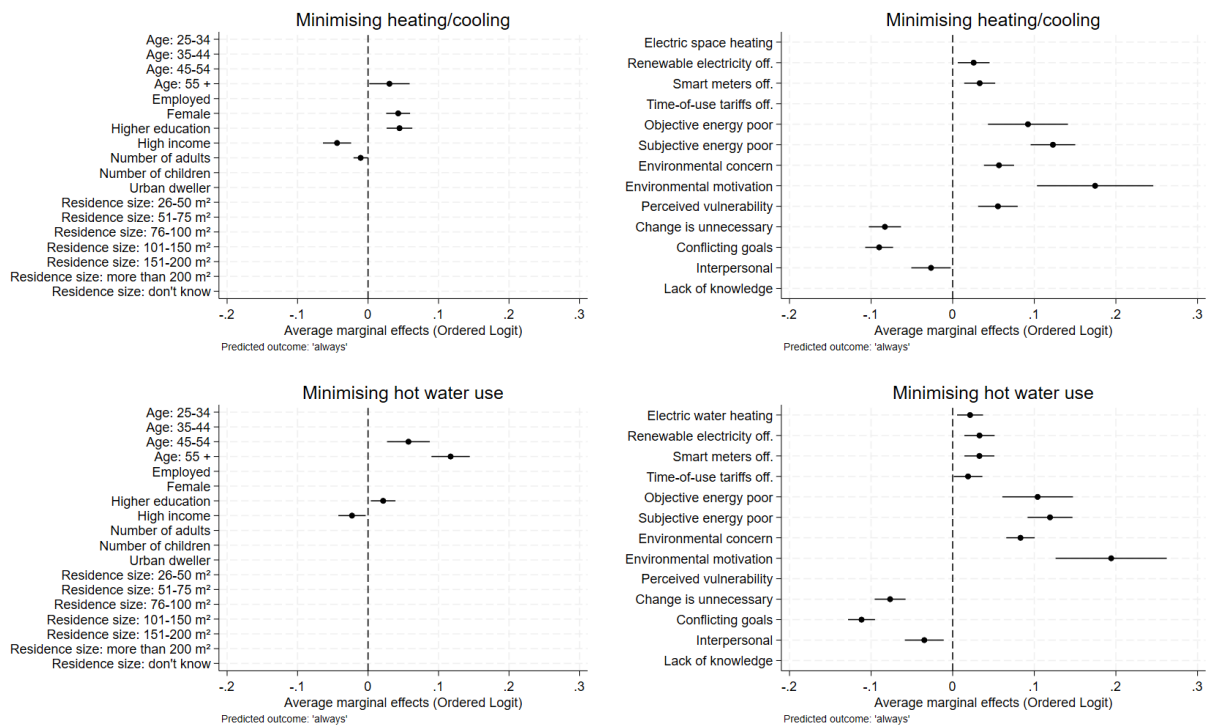 Minimising heating/cooling
Age: 25-34
Age: 35-44
Age: 45-54
Age: 55 +
Employed
Female
Higher education
High income
Number of adults
Number of children
Urban dweller
Residence size: 26-50 m²
Residence size: 51-75 m²
Residence size: 76-100 m²
Residence size: 101-150 m²
Residence size: 151-200 m²
Residence size: more than 200 m²
Residence size: don't know
-.2 -.1 0 .1 .2 .3
Average marginal effects (Ordered Logit)
Predicted outcome: 'always'
Minimising heating/cooling
Electric space heating
Renewable electricity off.
Smart meters off.
Time-of-use tariffs off.
Objective energy poor
Subjective energy poor
Environmental concern
Environmental motivation
Perceived vulnerability
Change is unnecessary
Conflicting goals
Interpersonal
Lack of knowledge
-.2 -.1 0 .1 .2 .3
Average marginal effects (Ordered Logit)
Predicted outcome: 'always'
Minimising hot water use
Age: 25-34
Age: 35-44
Age: 45-54
Age: 55 +
Employed
Female
Higher education
High income
Number of adults
Number of children
Urban dweller
Residence size: 26-50 m²
Residence size: 51-75 m²
Residence size: 76-100 m²
Residence size: 101-150 m²
Residence size: 151-200 m²
Residence size: more than 200 m²
Residence size: don't know
-.2 -.1 0 .1 .2 .3
Average marginal effects (Ordered Logit)
Predicted outcome: 'always'
Minimising hot water use
Electric water heating
Renewable electricity off.
Smart meters off.
Time-of-use tariffs off.
Objective energy poor
Subjective energy poor
Environmental concern
Environmental motivation
Perceived vulnerability
Change is unnecessary
Conflicting goals
Interpersonal
Lack of knowledge
-.2 -.1 0 .1 .2 .3
Average marginal effects (Ordered Logit)
Predicted outcome: 'always'